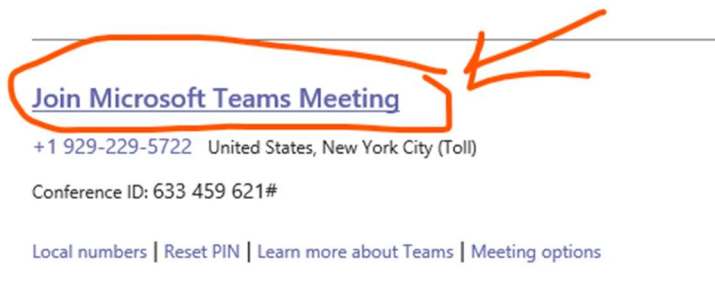 Join Microsoft Teams Meeting
+1 929-229-5722 United States, New York City (Toll)
Conference ID: 633 459 621#
Local numbers | Reset PIN | Learn more about Teams | Meeting options